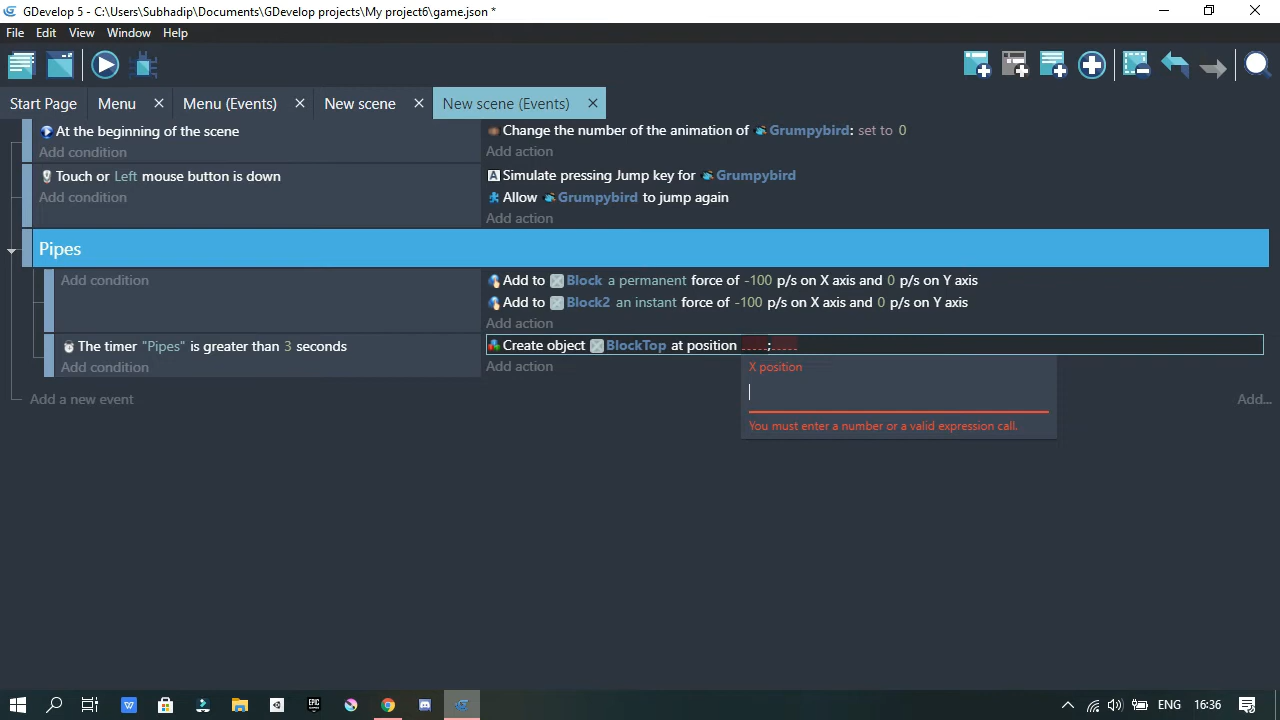 GDevelop 5 - C:\Users\Subhadip\Documents\GDevelop projects\My project6\game.json *
File Edit View Window Help
Start Page Menu × Menu (Events) × New scene × New scene (Events) ×
At the beginning of the scene
Add condition
Change the number of the animation of Grumpybird: set to 0
Add action
Touch or Left mouse button is down
Add condition
Simulate pressing Jump key for Grumpybird
Allow Grumpybird to jump again
Add action
Pipes
Add condition
Add to Block a permanent force of -100 p/s on X axis and 0 p/s on Y axis
Add to Block2 an instant force of -100 p/s on X axis and 0 p/s on Y axis
Add action
The timer "Pipes" is greater than 3 seconds
Add condition
Create object BlockTop at position ;
Add action
X position
You must enter a number or a valid expression call.
Add a new event
Add...
ENG 16:36